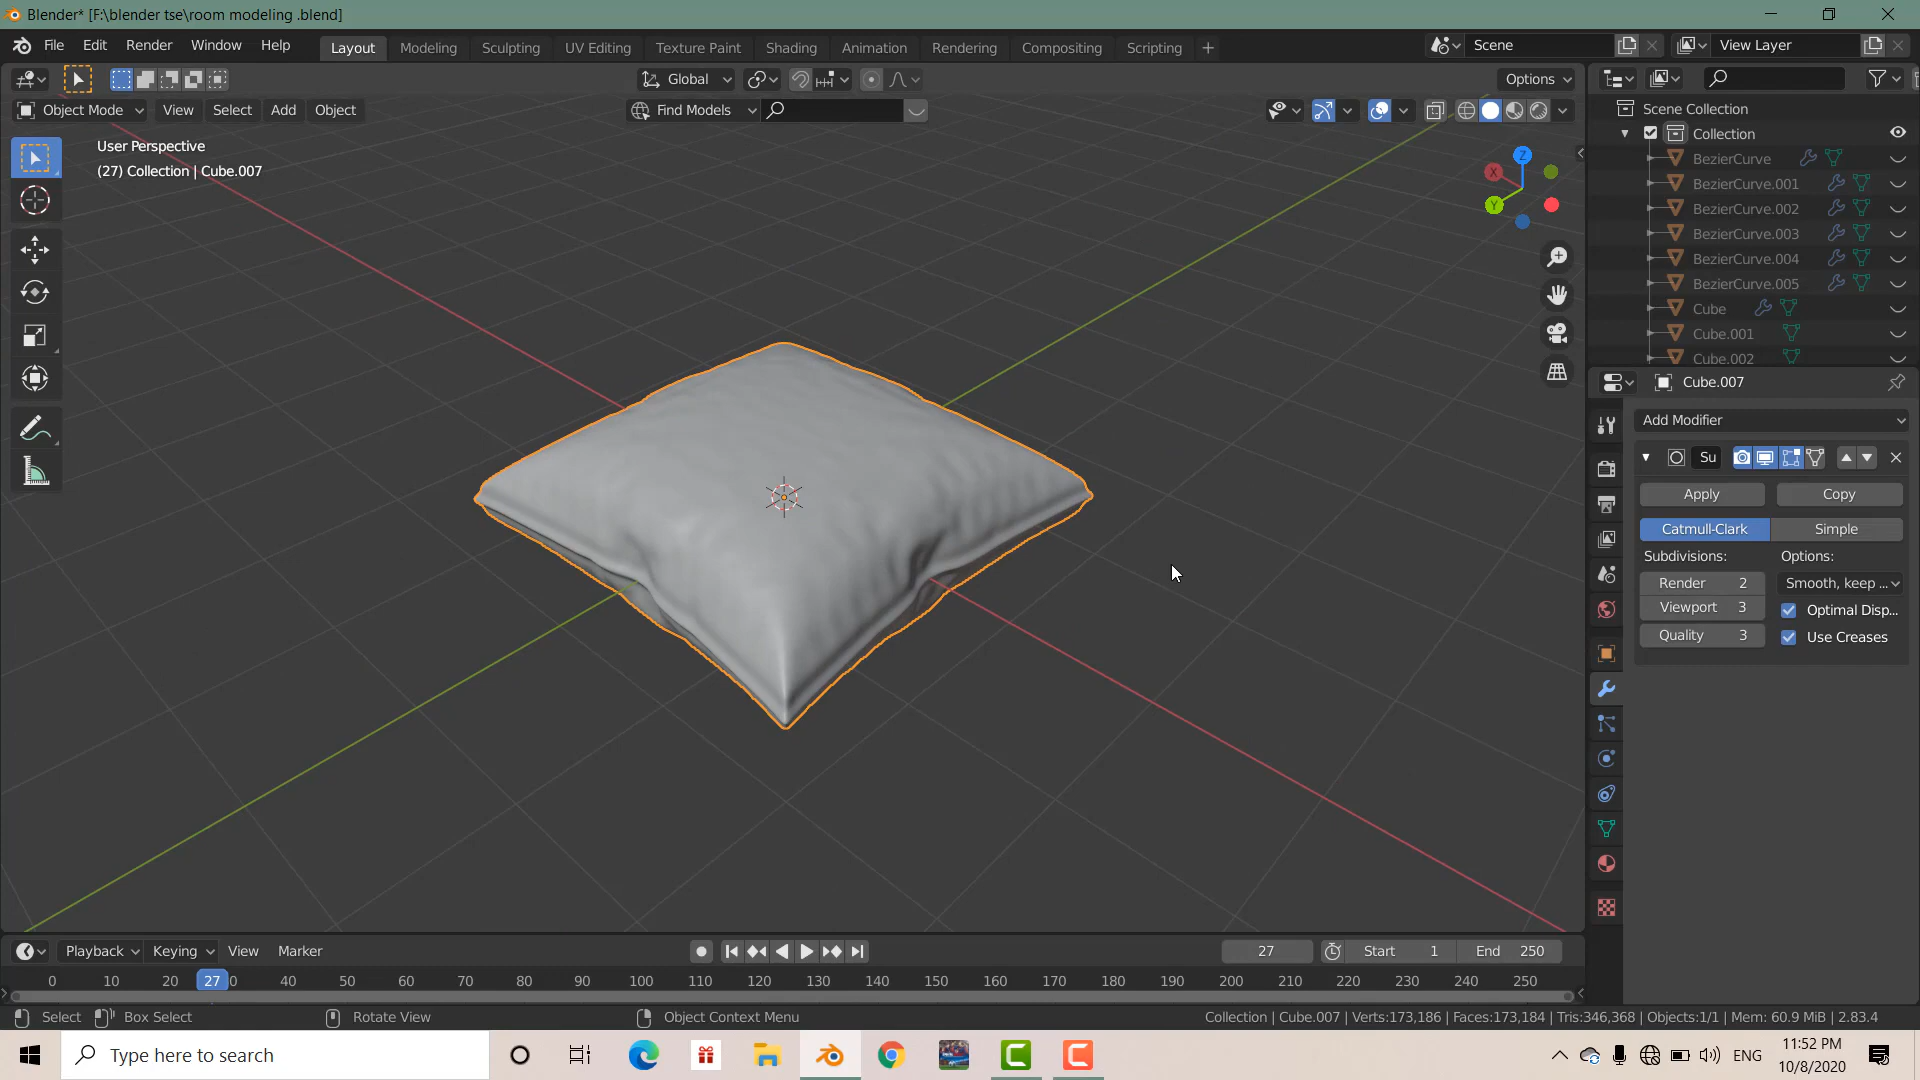 Blender* [F:\blender tse\room modeling .blend]
File Edit Render Window Help Layout Modeling Sculpting UV Editing Texture Paint Shading Animation Rendering Compositing Scripting + Scene View Layer
Global Options
Object Mode View Select Add Object Find Models
User Perspective
(27) Collection | Cube.007
Z
X
Y
Scene Collection
Collection
BezierCurve
BezierCurve.001
BezierCurve.002
BezierCurve.003
BezierCurve.004
BezierCurve.005
Cube
Cube.001
Cube.002
Cube.007
Add Modifier
Su
Apply Copy
Catmull-Clark Simple
Subdivisions: Options:
Render 2 Smooth, keep ...
Viewport 3 Optimal Disp...
Quality 3 Use Creases
Playback Keying View Marker 27 Start 1 End 250
0 10 20 27 0 40 50 60 70 80 90 100 110 120 130 140 150 160 170 180 190 200 210 220 230 240 250
Select Box Select Rotate View Object Context Menu Collection | Cube.007 | Verts:173,186 | Faces:173,184 | Tris:346,368 | Objects:1/1 | Mem: 60.9 MiB | 2.83.4
Type here to search ENG 11:52 PM
10/8/2020